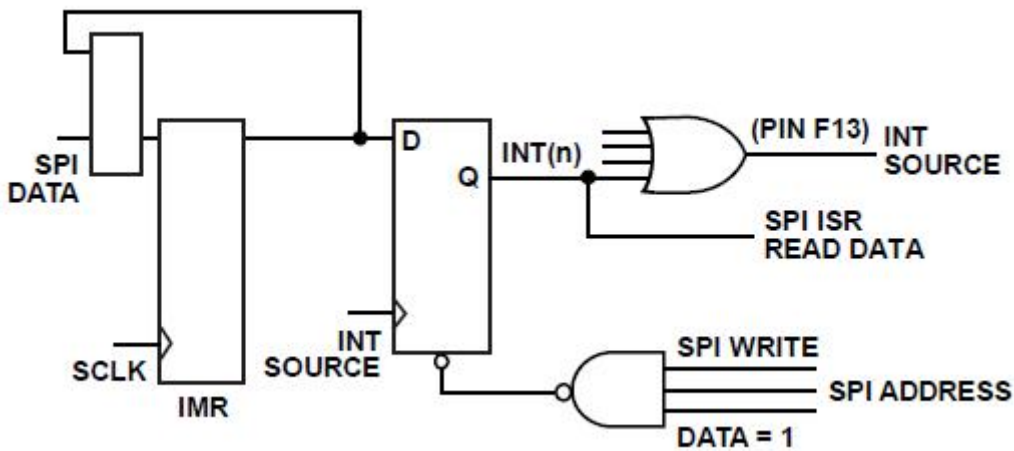 SPI
DATA
SCLK
IMR
D
Q
INT
SOURCE
INT(n)
(PIN F13)
INT
SOURCE
SPI ISR
READ DATA
SPI WRITE
SPI ADDRESS
DATA = 1